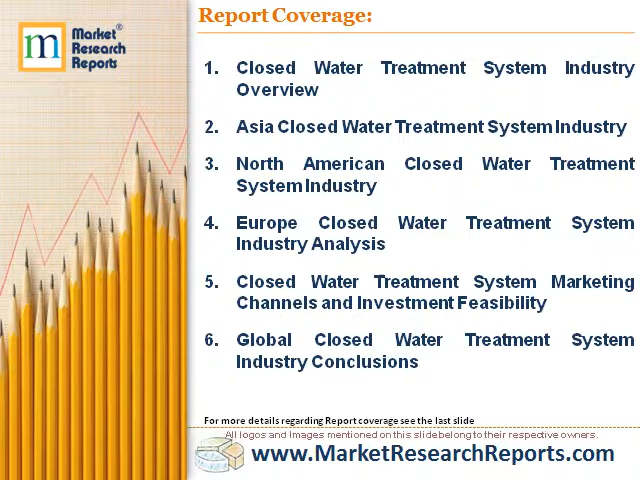 Report Coverage:
m
Market®
Research
Reports
1. Closed Water Treatment System Industry
Overview
2. Asia Closed Water Treatment System Industry
3. North American Closed Water Treatment
System Industry
4. Europe Closed Water Treatment System
Industry Analysis
5. Closed Water Treatment System Marketing
Channels and Investment Feasibility
6. Global Closed Water Treatment System
Industry Conclusions
For more details regarding Report coverage see the last slide
All logos and Images mentioned on this slide belong to their respective owners.
www.MarketResearchReports.com